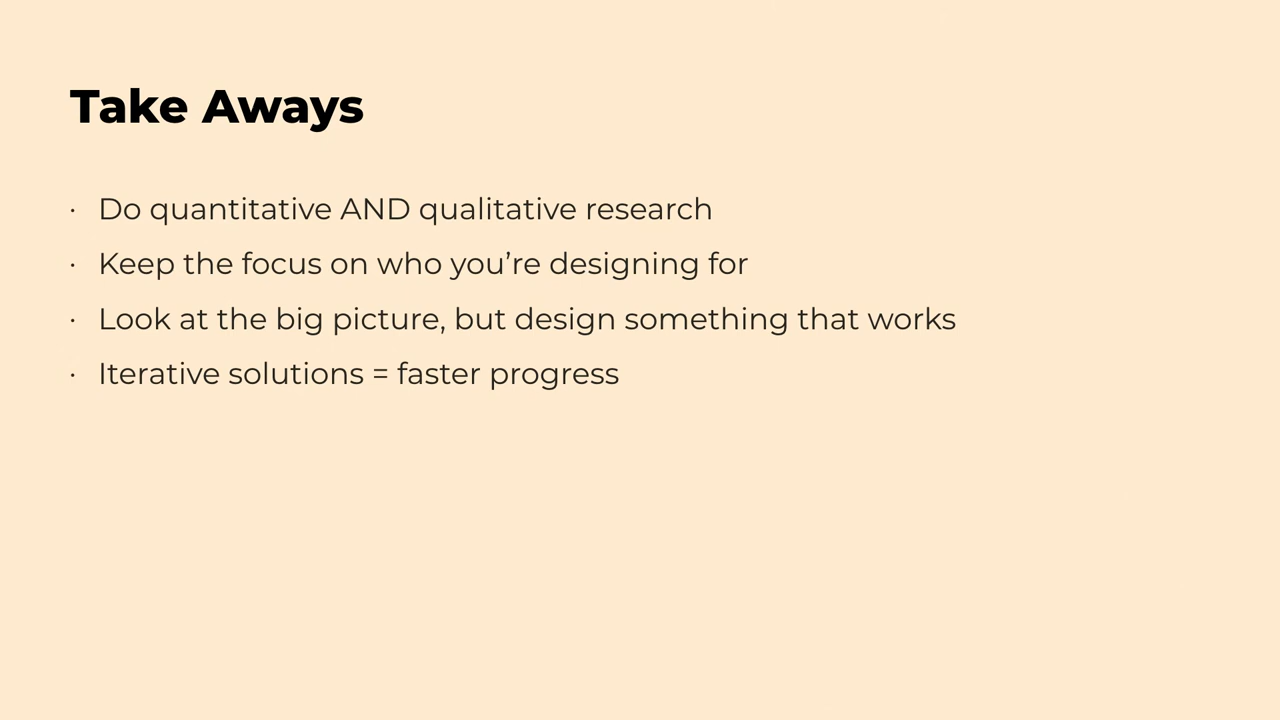 Take Aways
· Do quantitative AND qualitative research
· Keep the focus on who you’re designing for
· Look at the big picture, but design something that works
· Iterative solutions = faster progress